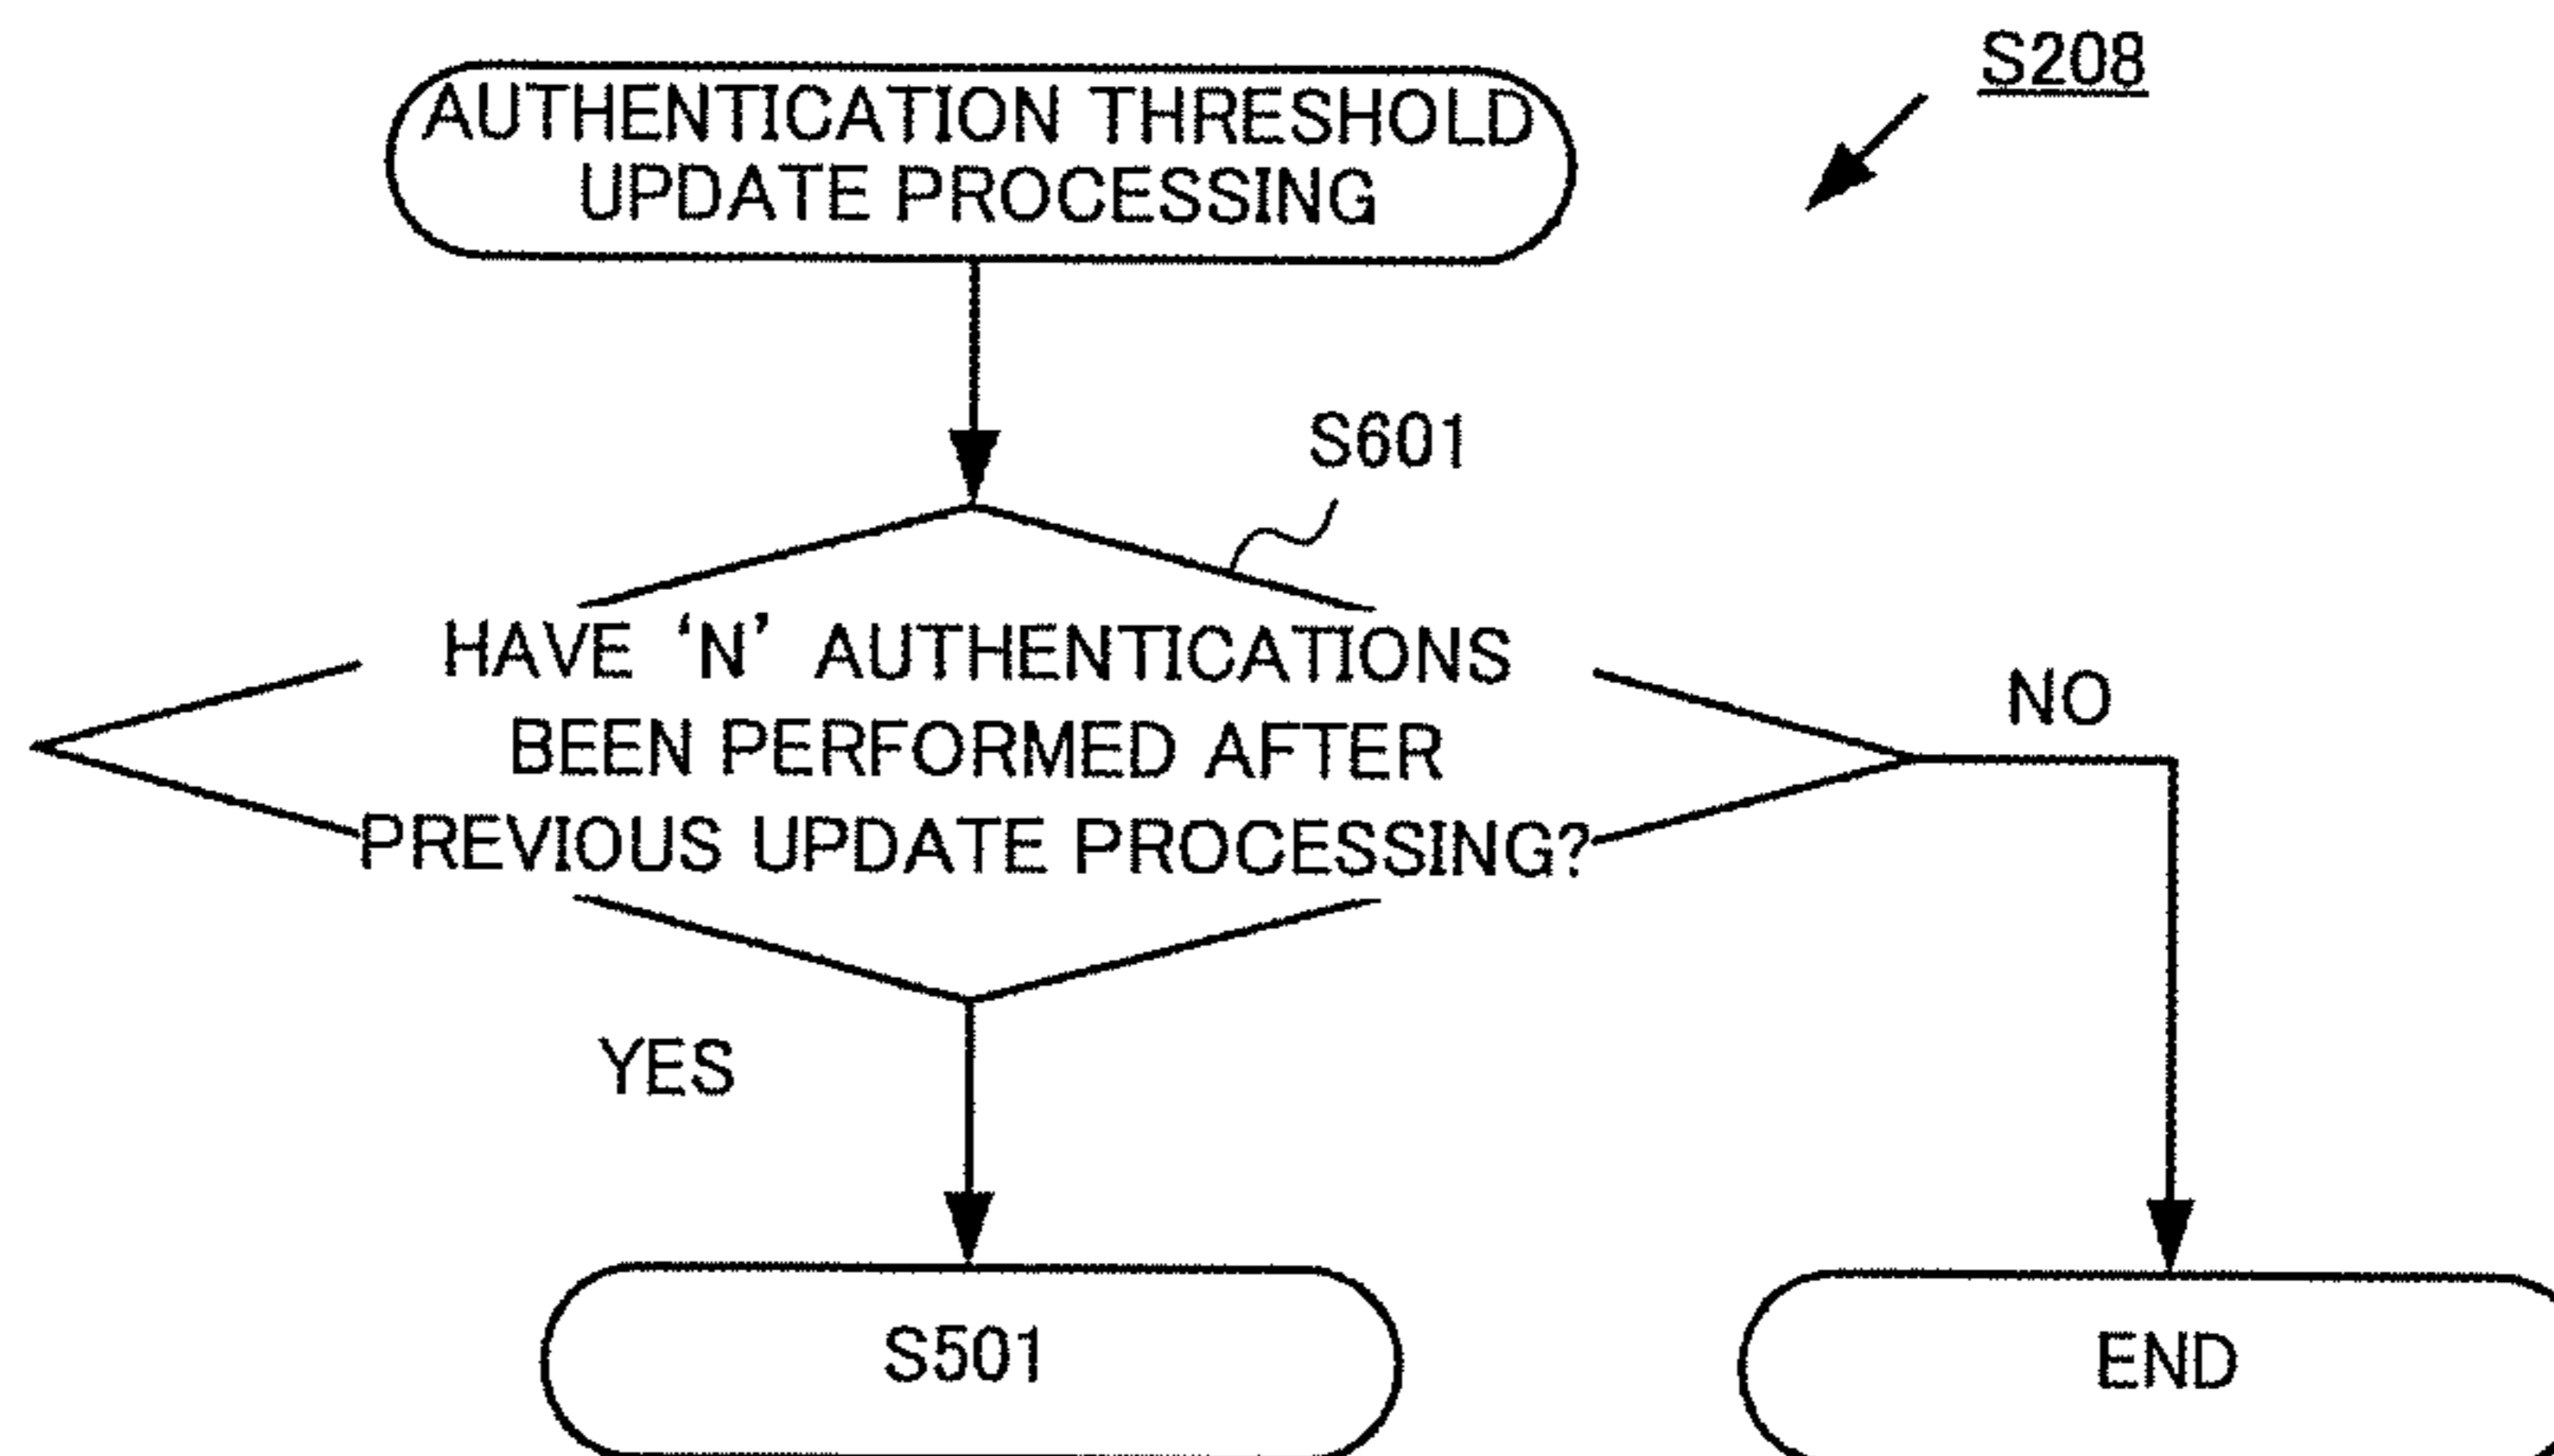 S208
AUTHENTICATION THRESHOLD
UPDATE PROCESSING
S601
HAVE ‘N’ AUTHENTICATIONS
BEEN PERFORMED AFTER
PREVIOUS UPDATE PROCESSING?
NO
YES
S501
END